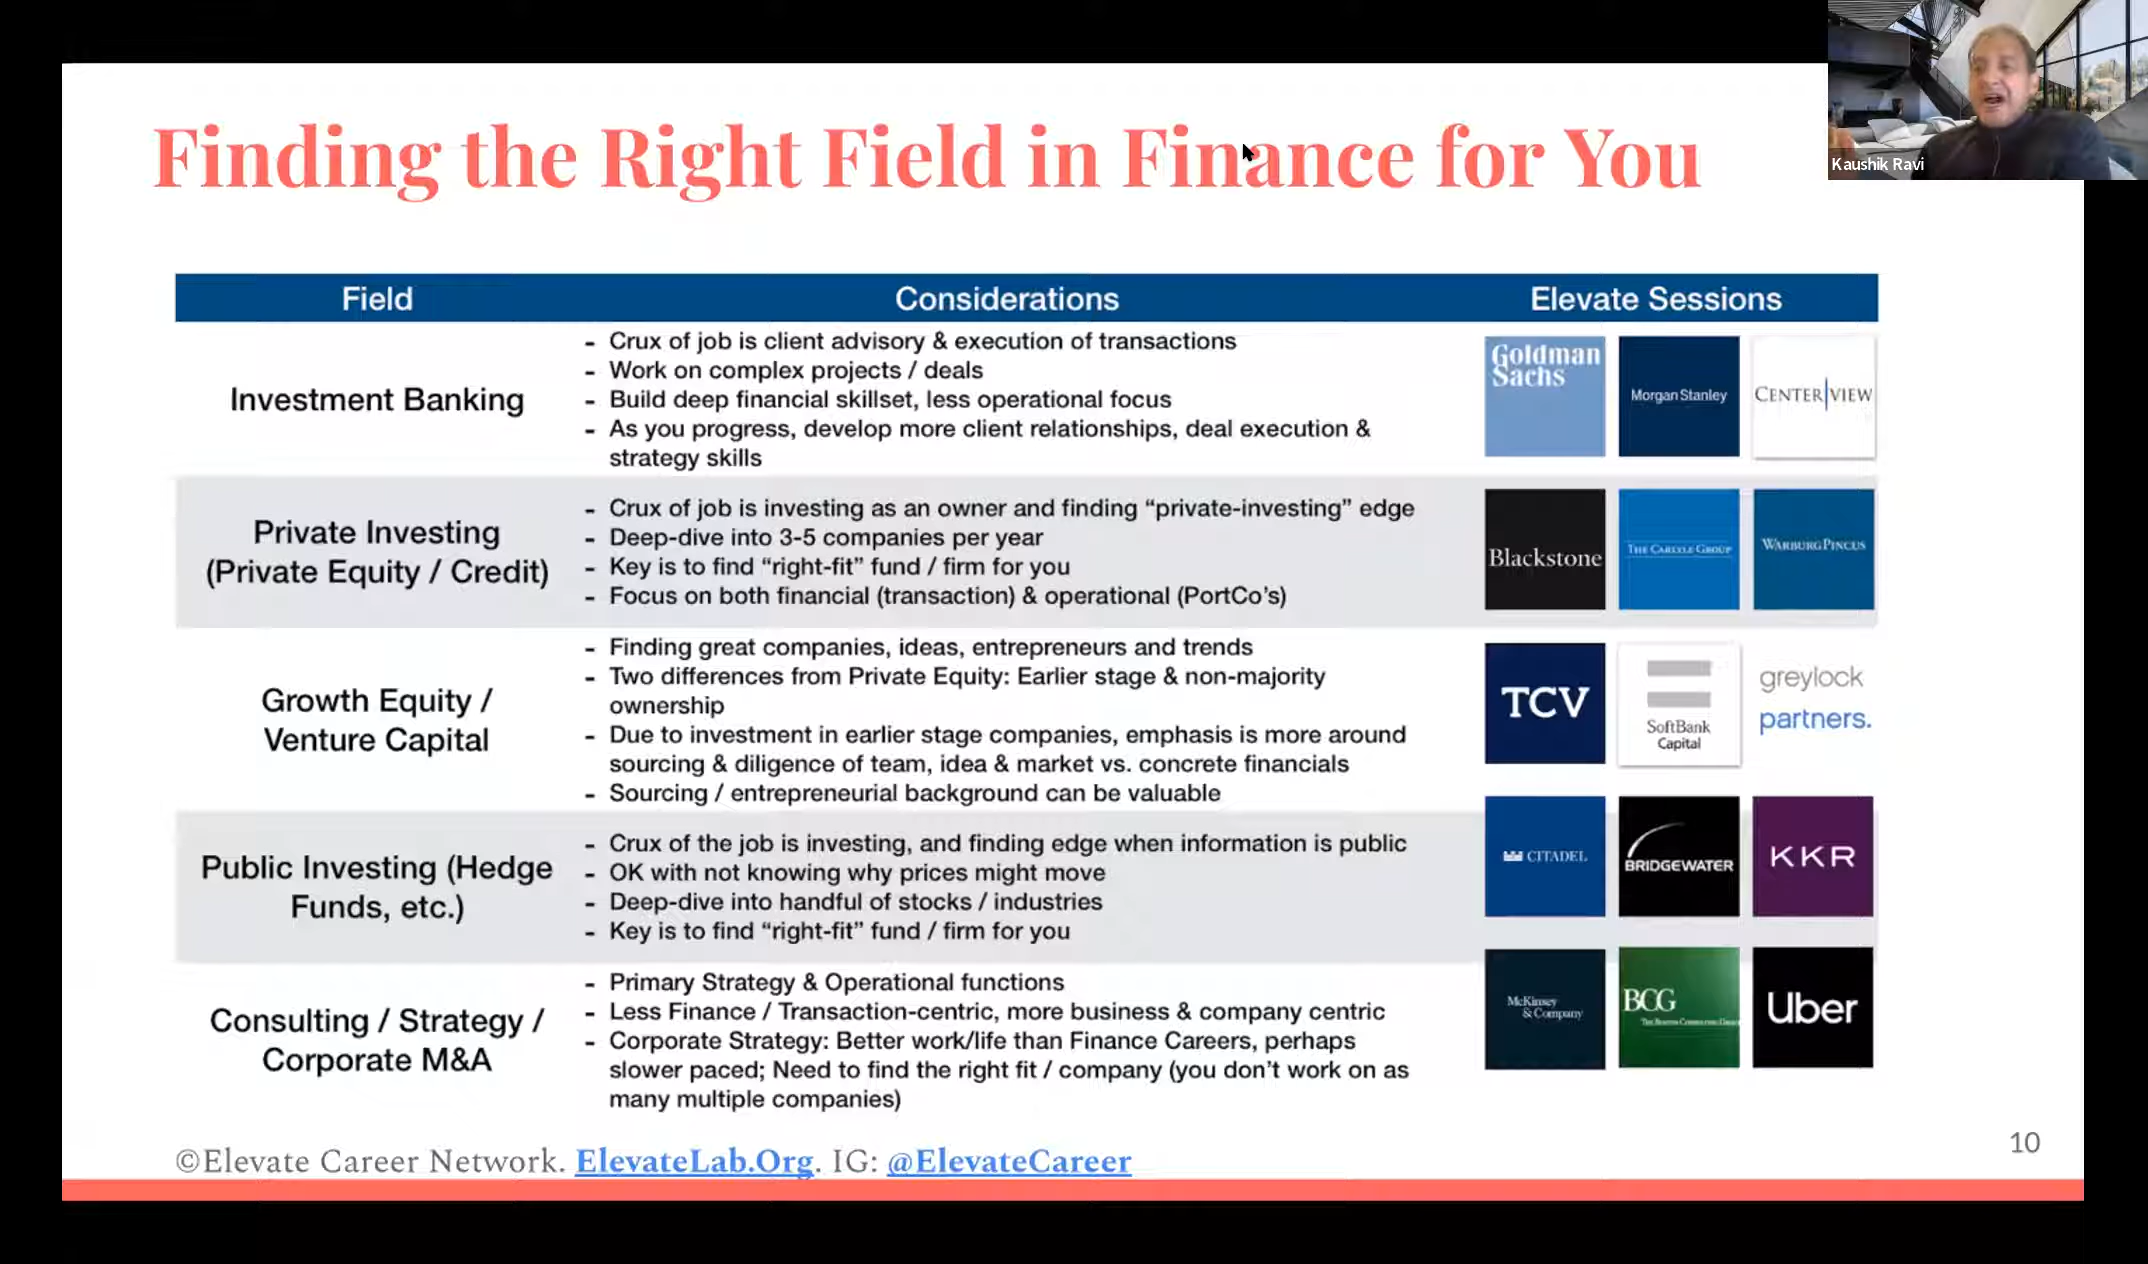 Kaushik Ravi
Finding the Right Field in Finance for You
Field
Considerations
Elevate Sessions
Investment Banking
- Crux of job is client advisory & execution of transactions
- Work on complex projects / deals
- Build deep financial skillset, less operational focus
- As you progress, develop more client relationships, deal execution &
strategy skills
Goldman
Sachs
Morgan Stanley
CENTERVIEW
Private Investing
(Private Equity / Credit)
- Crux of job is investing as an owner and finding “private-investing” edge
- Deep-dive into 3-5 companies per year
- Key is to find “right-fit” fund / firm for you
- Focus on both financial (transaction) & operational (PortCo’s)
Blackstone
THE CARLYLE GROUP
WARBURG PINCUS
Growth Equity /
Venture Capital
- Finding great companies, ideas, entrepreneurs and trends
- Two differences from Private Equity: Earlier stage & non-majority
ownership
- Due to investment in earlier stage companies, emphasis is more around
sourcing & diligence of team, idea & market vs. concrete financials
- Sourcing / entrepreneurial background can be valuable
TCV
SoftBank
Capital
greylock
partners.
Public Investing (Hedge
Funds, etc.)
- Crux of the job is investing, and finding edge when information is public
- OK with not knowing why prices might move
- Deep-dive into handful of stocks / industries
- Key is to find “right-fit” fund / firm for you
CITADEL
BRIDGEWATER
KKR
Consulting / Strategy /
Corporate M&A
- Primary Strategy & Operational functions
- Less Finance / Transaction-centric, more business & company centric
- Corporate Strategy: Better work/life than Finance Careers, perhaps
slower paced; Need to find the right fit / company (you don’t work on as
many multiple companies)
McKinsey
& Company
BCG
THE BOSTON CONSULTING GROUP
Uber
©Elevate Career Network. ElevateLab.Org. IG: @ElevateCareer
10